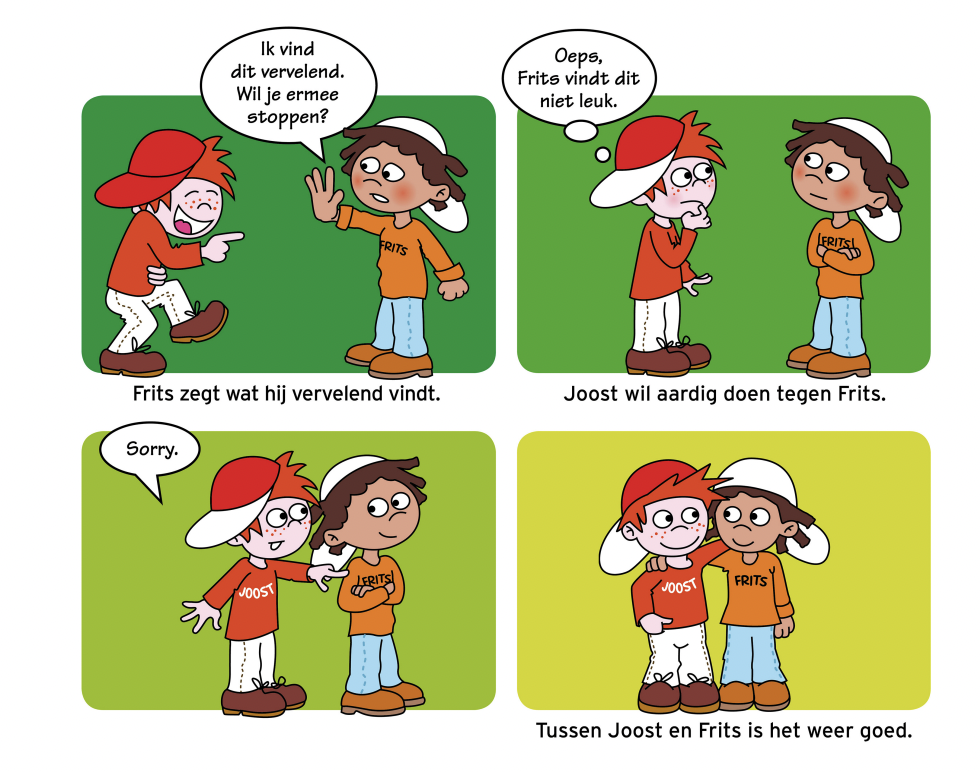 Ik vind
dit vervelend.
Wil je ermee
stoppen?
FRITS
Frits zegt wat hij vervelend vindt.
Oeps,
Frits vindt dit
niet leuk.
FRITS
Joost wil aardig doen tegen Frits.
Sorry.
JOOST
FRITS
JOOST
FRITS
Tussen Joost en Frits is het weer goed.